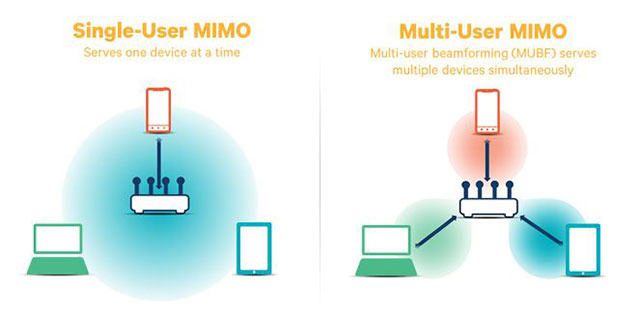 Single-User MIMO
Serves one device at a time
Multi-User MIMO
Multi-user beamforming (MUBF) serves
multiple devices simultaneously